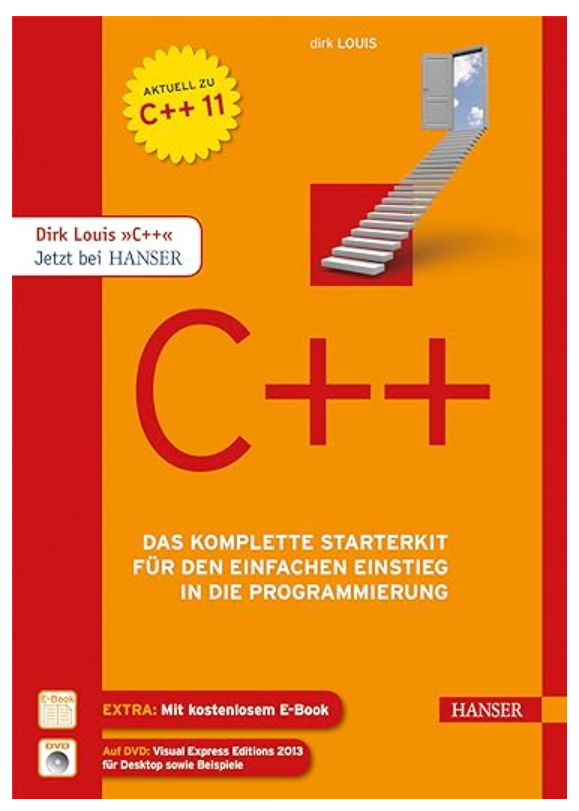 dirk LOUIS
AKTUELL ZU
C++ 11
Dirk Louis »C++«
Jetzt bei HANSER
C++
DAS KOMPLETTE STARTERKIT
FÜR DEN EINFACHEN EINSTIEG
IN DIE PROGRAMMIERUNG
E-Book
EXTRA: Mit kostenlosem E-Book
HANSER
DVD
Auf DVD: Visual Express Editions 2013
für Desktop sowie Beispiele